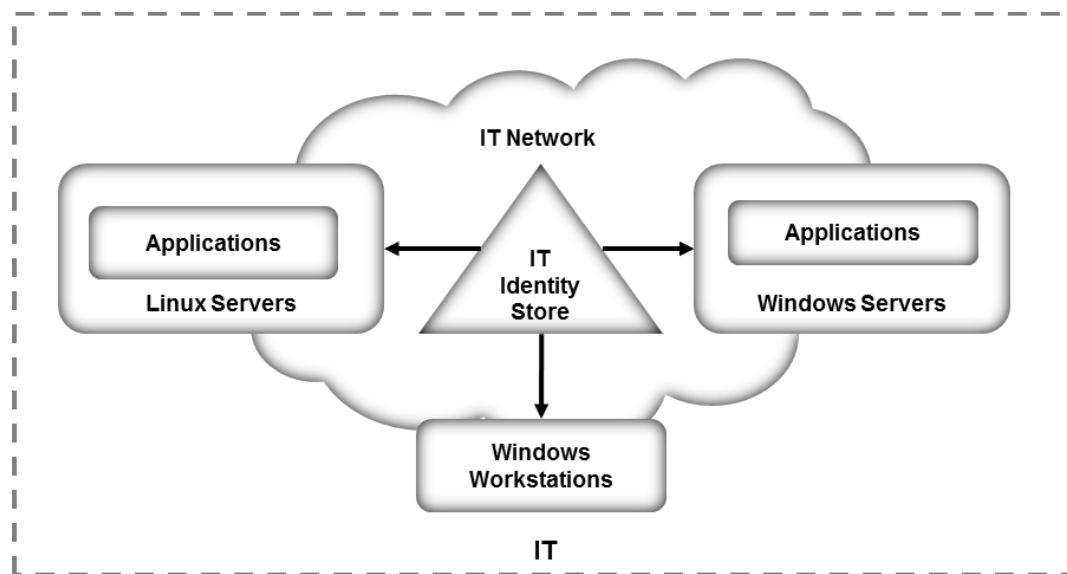 IT Network
Applications
Linux Servers
IT
Identity
Store
Applications
Windows Servers
Windows
Workstations
IT